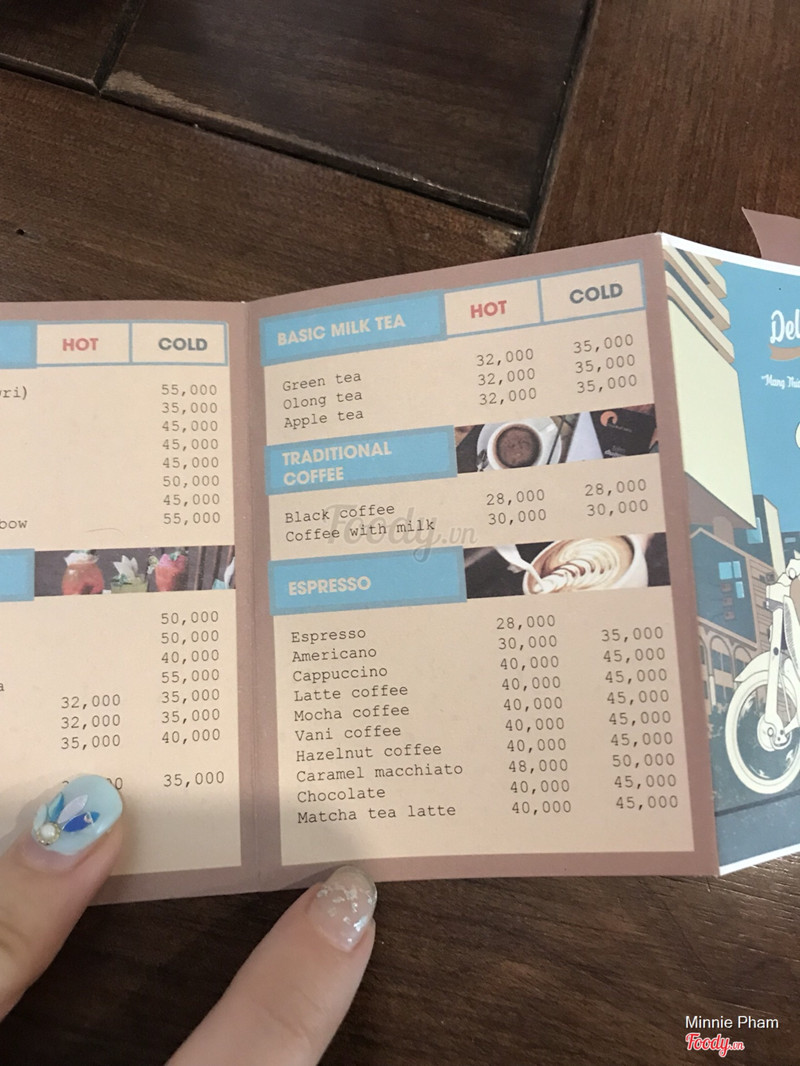 HOT COLD
ri) 55,000
35,000
45,000
45,000
45,000
50,000
45,000
bow 55,000
50,000
50,000
40,000
55,000
32,000 35,000
32,000 35,000
35,000 40,000
35,000
BASIC MILK TEA HOT COLD
Green tea 32,000 35,000
Olong tea 32,000 35,000
Apple tea 32,000 35,000
TRADITIONAL
COFFEE
Black coffee 28,000 28,000
Coffee with milk 30,000 30,000
Foody.vn
ESPRESSO
Espresso 28,000
Americano 30,000 35,000
Cappuccino 40,000 45,000
Latte coffee 40,000 45,000
Mocha coffee 40,000 45,000
Vani coffee 40,000 45,000
Hazelnut coffee 40,000 45,000
Caramel macchiato 48,000 50,000
Chocolate 40,000 45,000
Matcha tea latte 40,000 45,000
Del
"Mang
Minnie Pham
Foody.vn